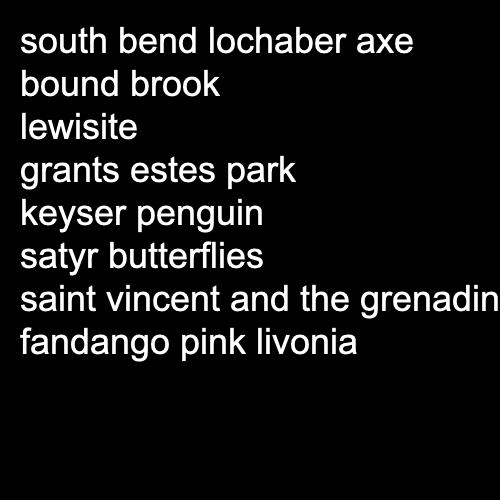 south bend lochaber axe
bound brook
lewisite
grants estes park
keyser penguin
satyr butterflies
saint vincent and the grenadin
fandango pink livonia